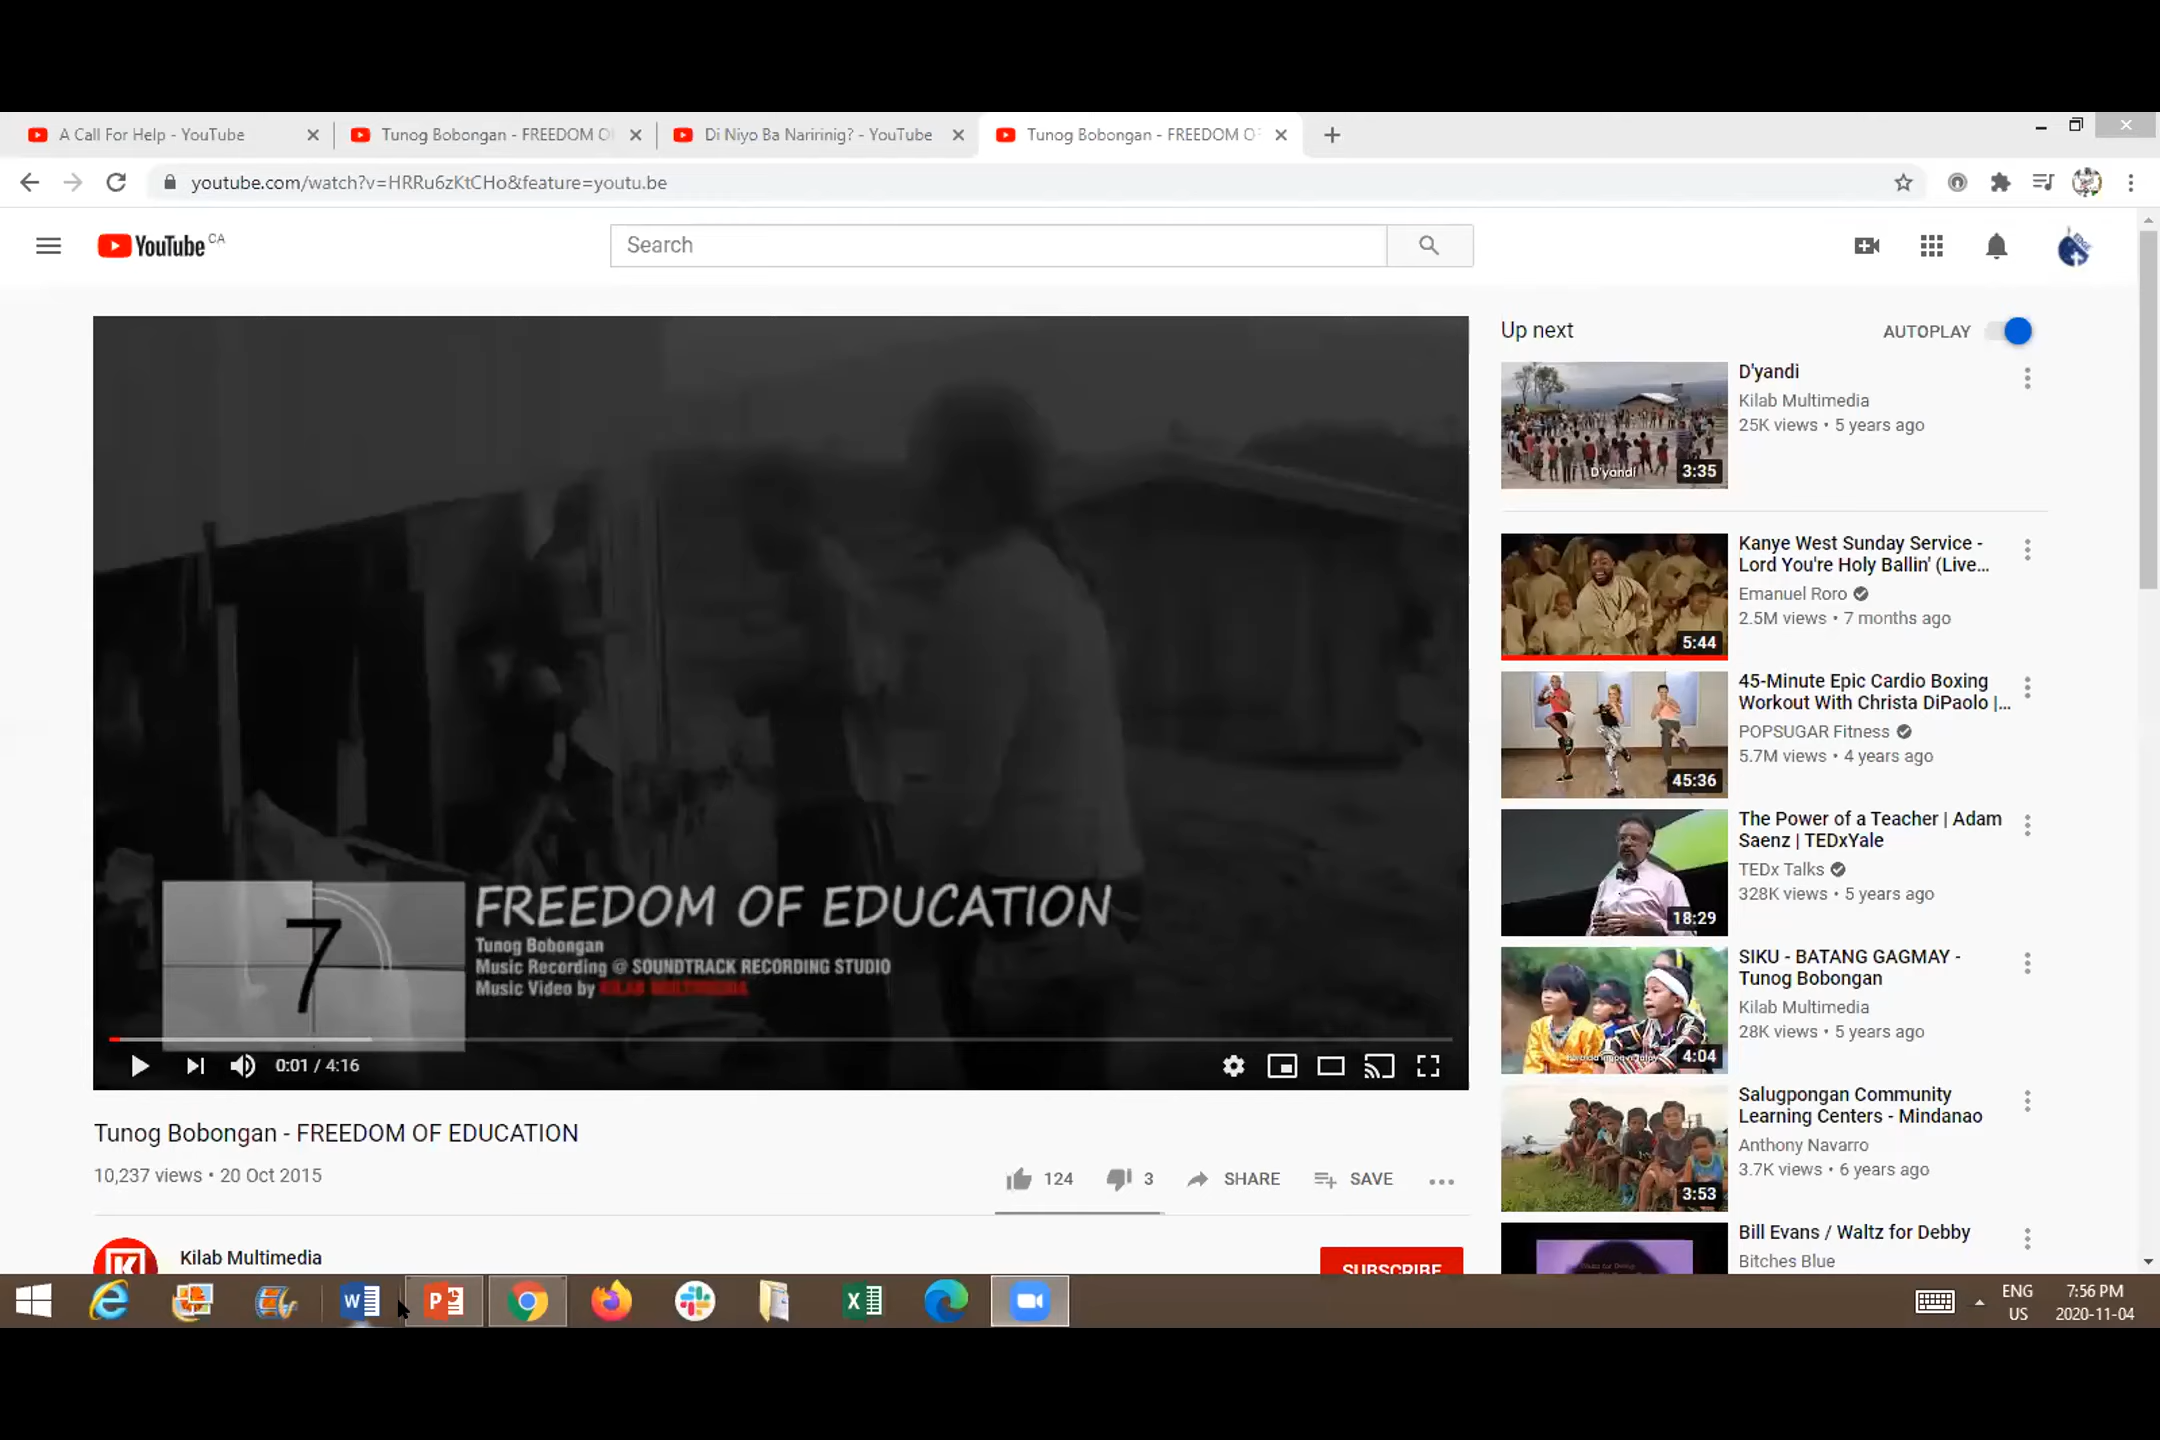 A Call For Help - YouTube
Tunog Bobongan - FREEDOM O
Di Niyo Ba Naririnig? - YouTube
Tunog Bobongan - FREEDOM OF
youtube.com/watch?v=HRRu6zKtCHo&feature=youtu.be
YouTube CA
Search
Up next
AUTOPLAY
D'yandi
Kilab Multimedia
25K views • 5 years ago
D'yandi
3:35
Kanye West Sunday Service -
Lord You're Holy Ballin' (Live...
Emanuel Roro
2.5M views • 7 months ago
5:44
45-Minute Epic Cardio Boxing
Workout With Christa DiPaolo |...
POPSUGAR Fitness
5.7M views • 4 years ago
45:36
The Power of a Teacher | Adam
Saenz | TEDxYale
TEDx Talks
328K views • 5 years ago
18:29
SIKU - BATANG GAGMAY -
Tunog Bobongan
Kilab Multimedia
28K views • 5 years ago
4:04
Salugpongan Community
Learning Centers - Mindanao
Anthony Navarro
3.7K views • 6 years ago
3:53
Bill Evans / Waltz for Debby
Bitches Blue
7
FREEDOM OF EDUCATION
Tunog Bobongan
Music Recording @ SOUNDTRACK RECORDING STUDIO
Music Video by KILAB MULTIMEDIA
0:01 / 4:16
Tunog Bobongan - FREEDOM OF EDUCATION
10,237 views • 20 Oct 2015
124
3
SHARE
SAVE
Kilab Multimedia
SUBSCRIBE
ENG
US
7:56 PM
2020-11-04